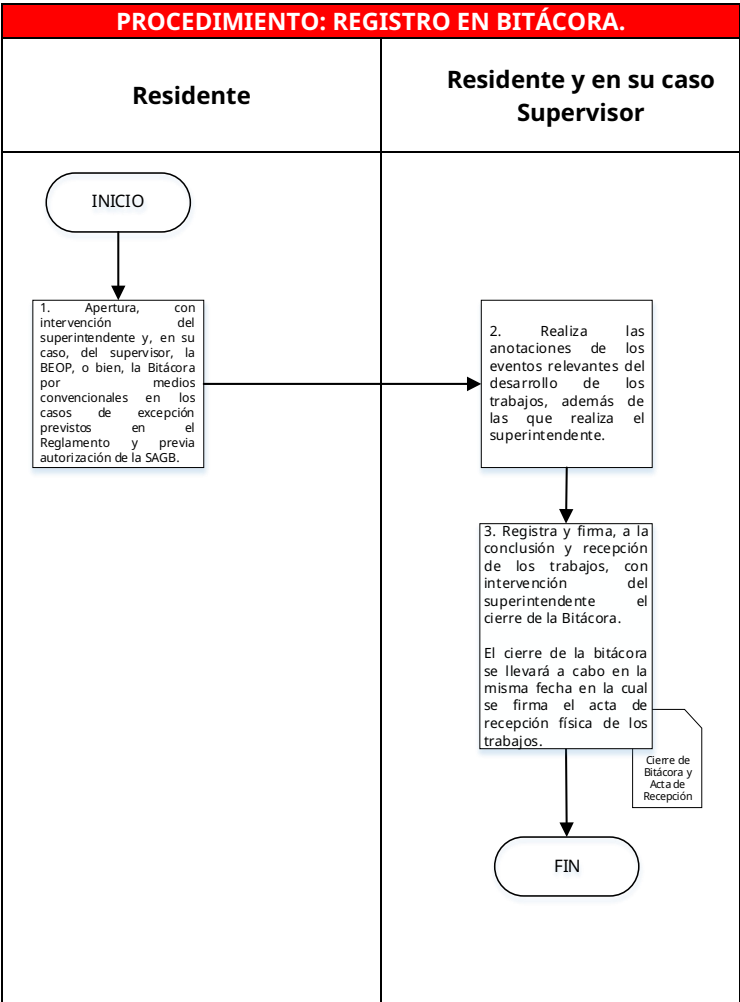 PROCEDIMIENTO: REGISTRO EN BITÁCORA.
Residente
Residente y en su caso
Supervisor
INICIO
1. Apertura, con
intervención del
superintendente y, en su
caso, del supervisor, la
BEOP, o bien, la Bitácora
por medios
convencionales en los
casos de excepción
previstos en el
Reglamento y previa
autorización de la SAGB.
2. Realiza las
anotaciones de los
eventos relevantes del
desarrollo de los
trabajos, además de
las que realiza el
superintendente.
3. Registra y firma, a la
conclusión y recepción
de los trabajos, con
intervención del
superintendente el
cierre de la Bitácora.
El cierre de la bitácora
se llevará a cabo en la
misma fecha en la cual
se firma el acta de
recepción física de los
trabajos.
Cierre de
Bitácora y
Acta de
Recepción
FIN